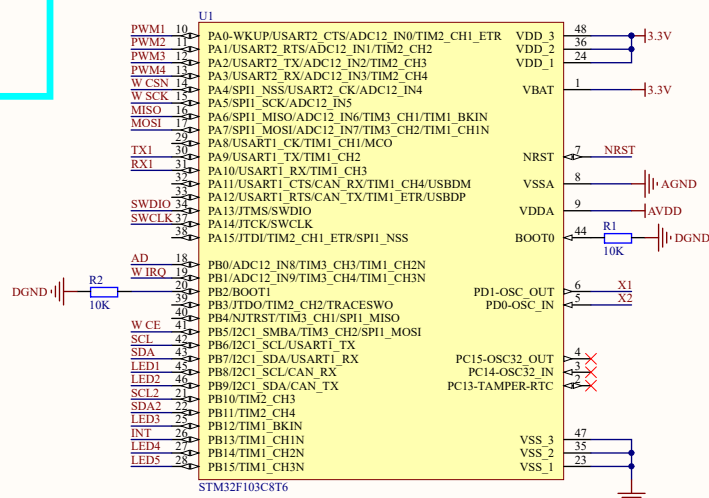 U1
PWM1 10 PA0-WKUP/USART2_CTS/ADC12_IN0/TIM2_CH1_ETR VDD_3 48 3.3V
PWM2 11 PA1/USART2_RTS/ADC12_IN1/TIM2_CH2 VDD_2 36
PWM3 12 PA2/USART2_TX/ADC12_IN2/TIM2_CH3 VDD_1 24
PWM4 13 PA3/USART2_RX/ADC12_IN3/TIM2_CH4
W CSN 14 PA4/SPI1_NSS/USART2_CK/ADC12_IN4 VBAT 1 3.3V
W SCK 15 PA5/SPI1_SCK/ADC12_IN5
MISO 16 PA6/SPI1_MISO/ADC12_IN6/TIM3_CH1/TIM1_BKIN
MOSI 17 PA7/SPI1_MOSI/ADC12_IN7/TIM3_CH2/TIM1_CH1N
29 PA8/USART1_CK/TIM1_CH1/MCO
TX1 30 PA9/USART1_TX/TIM1_CH2 NRST 7 NRST
RX1 31 PA10/USART1_RX/TIM1_CH3
32 PA11/USART1_CTS/CAN_RX/TIM1_CH4/USBDM VSSA 8 AGND
33 PA12/USART1_RTS/CAN_TX/TIM1_ETR/USBDP
SWDIO 34 PA13/JTMS/SWDIO VDDA 9 AVDD
SWCLK 37 PA14/JTCK/SWCLK
38 PA15/JTDI/TIM2_CH1_ETR/SPI1_NSS BOOT0 44 R1 10K DGND
AD 18 PB0/ADC12_IN8/TIM3_CH3/TIM1_CH2N
W IRQ 19 PB1/ADC12_IN9/TIM3_CH4/TIM1_CH3N
DGND R2 10K 20 PB2/BOOT1 PD1-OSC_OUT 6 X1
39 PB3/JTDO/TIM2_CH2/TRACESWO PD0-OSC_IN 5 X2
40 PB4/NJTRST/TIM3_CH1/SPI1_MISO
W CE 41 PB5/I2C1_SMBA/TIM3_CH2/SPI1_MOSI
SCL 42 PB6/I2C1_SCL/USART1_TX
SDA 43 PB7/I2C1_SDA/USART1_RX PC15-OSC32_OUT 4
LED1 45 PB8/I2C1_SCL/CAN_RX PC14-OSC32_IN 3
LED2 46 PB9/I2C1_SDA/CAN_TX PC13-TAMPER-RTC 2
SCL2 21 PB10/TIM2_CH3
SDA2 22 PB11/TIM2_CH4
LED3 25 PB12/TIM1_BKIN
INT 26 PB13/TIM1_CH1N VSS_3 47
LED4 27 PB14/TIM1_CH2N VSS_2 35
LED5 28 PB15/TIM1_CH3N VSS_1 23
STM32F103C8T6